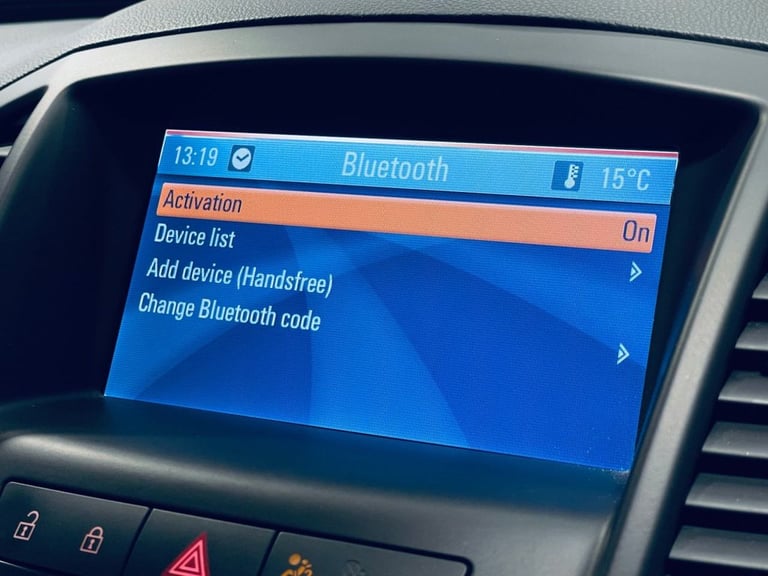 13:19 Bluetooth 15°C
Activation On
Device list
Add device (Handsfree)
Change Bluetooth code